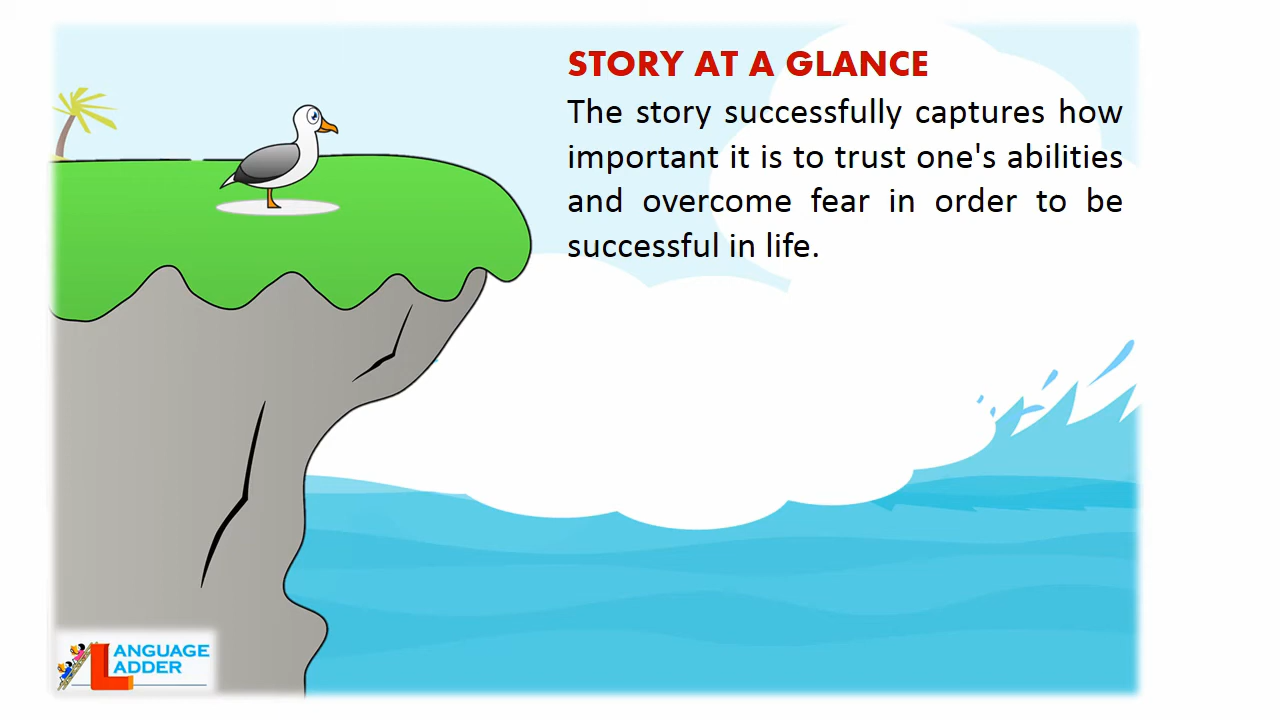 STORY AT A GLANCE
The story successfully captures how
important it is to trust one's abilities
and overcome fear in order to be
successful in life.
LANGUAGE
LADDER